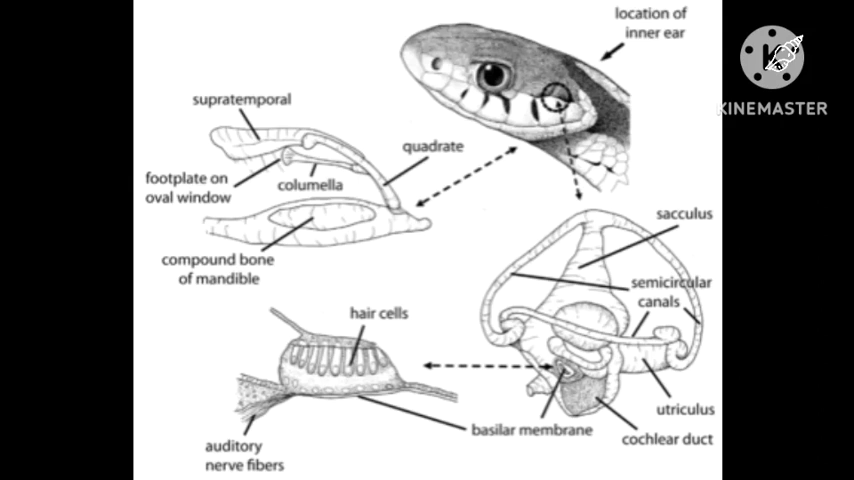 location of
inner ear
KINEMASTER
supratemporal
quadrate
footplate on
oval window
columella
sacculus
compound bone
of mandible
semicircular
canals
hair cells
utriculus
basilar membrane
cochlear duct
auditory
nerve fibers